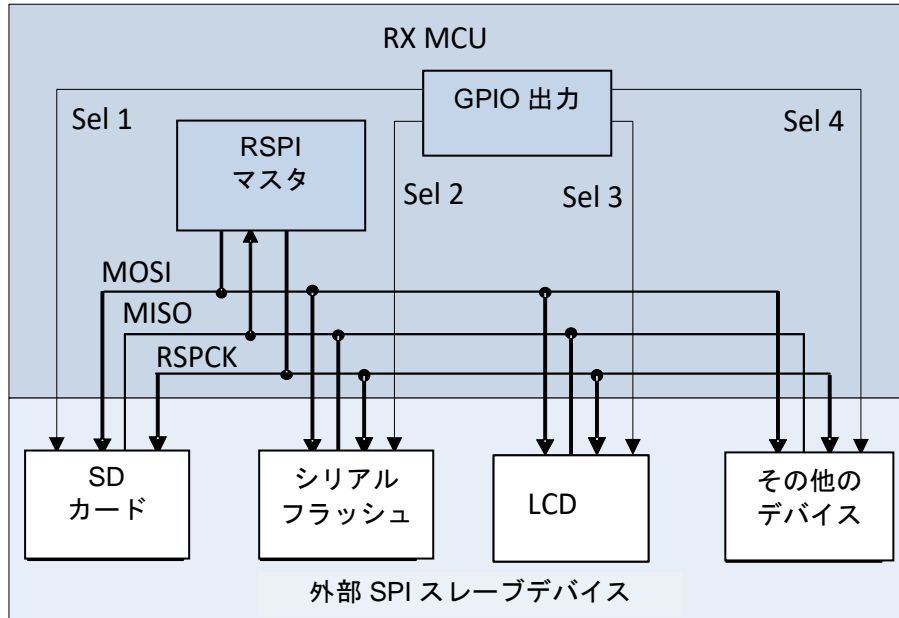 RX MCU
GPIO 出力
Sel 1
Sel 4
RSPI
マスタ
Sel 2
Sel 3
MOSI
MISO
RSPCK
SD
カード
シリアル
フラッシュ
LCD
その他の
デバイス
外部 SPI スレーブデバイス